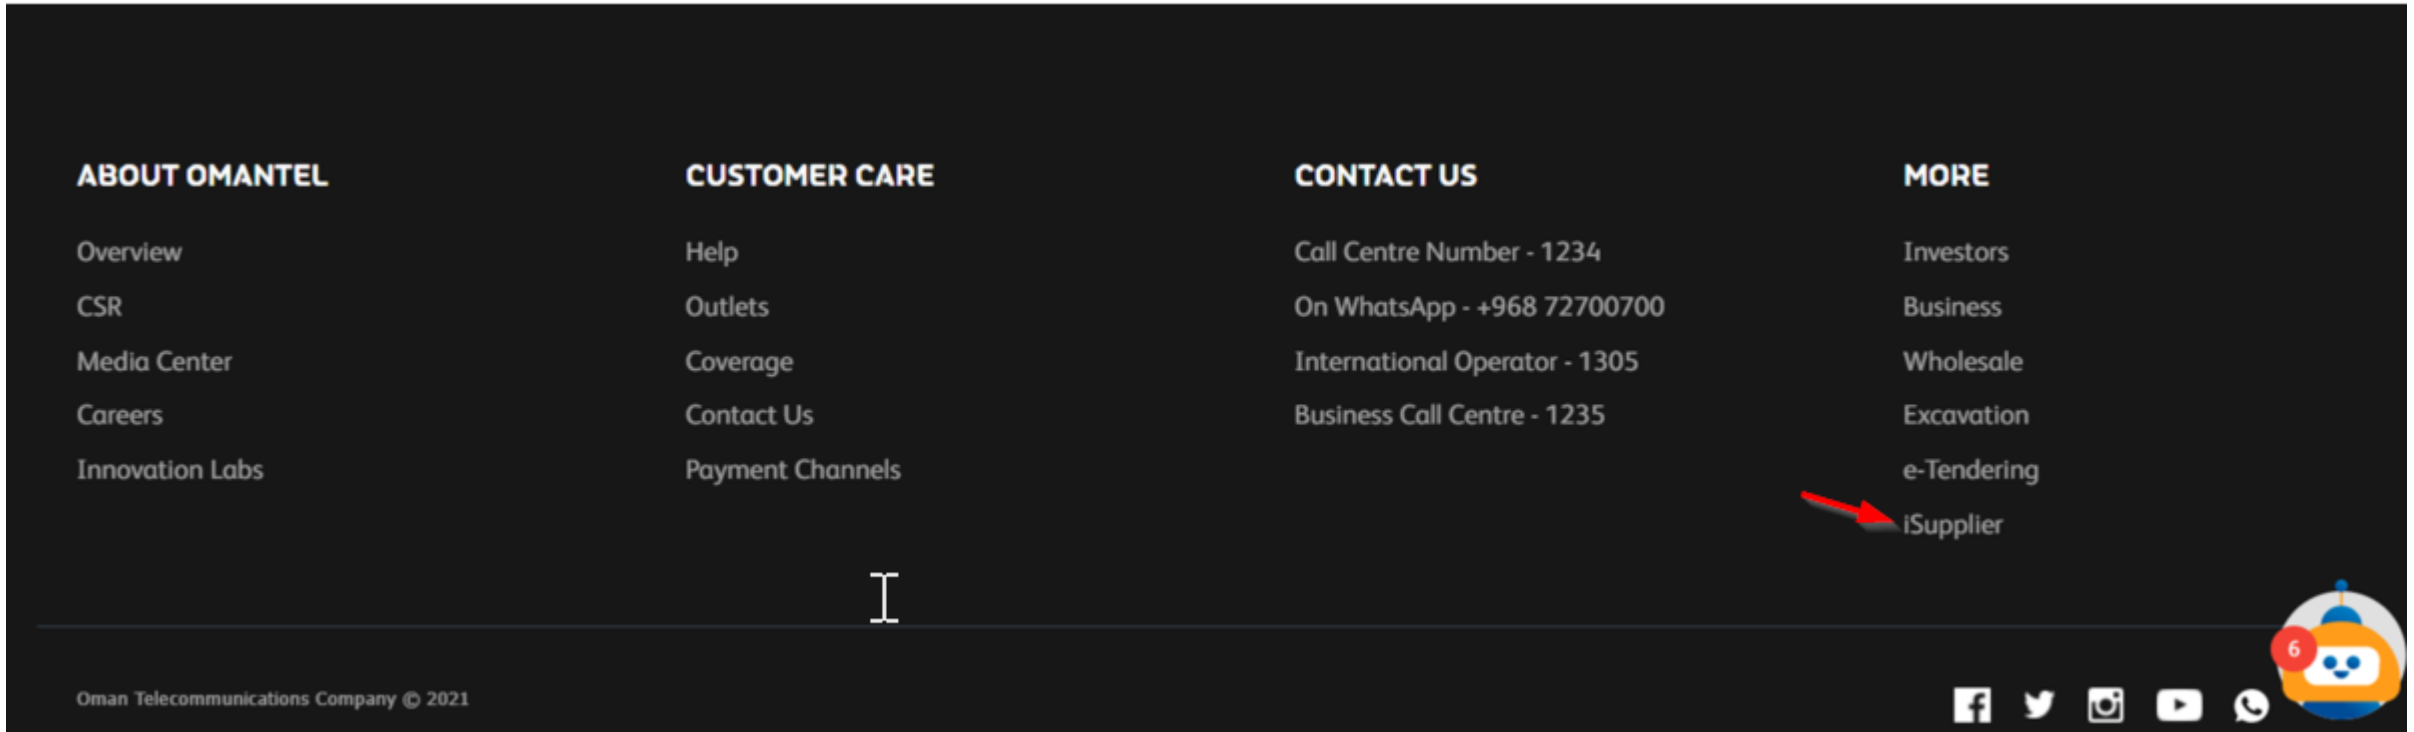 ABOUT OMANTEL
Overview
CSR
Media Center
Careers
Innovation Labs
CUSTOMER CARE
Help
Outlets
Coverage
Contact Us
Payment Channels
CONTACT US
Call Centre Number - 1234
On WhatsApp - +968 72700700
International Operator - 1305
Business Call Centre - 1235
MORE
Investors
Business
Wholesale
Excavation
e-Tendering
iSupplier
6
Oman Telecommunications Company © 2021